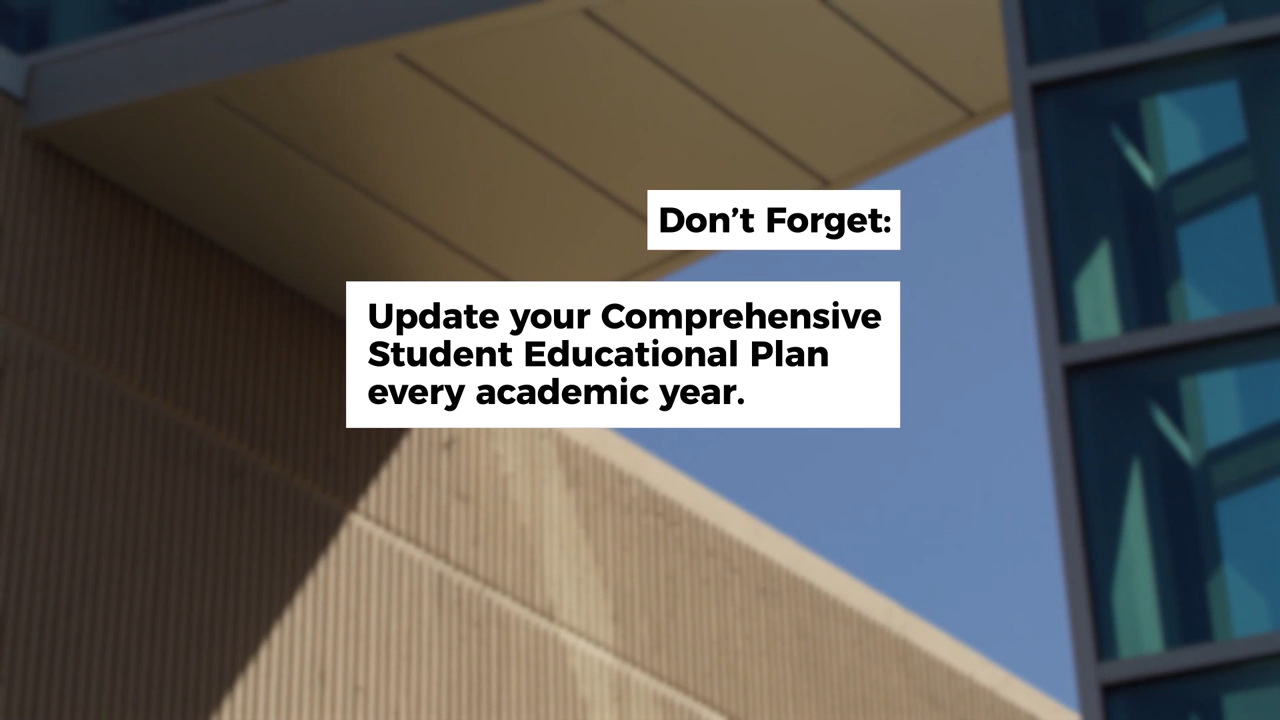 Don’t Forget:
Update your Comprehensive
Student Educational Plan
every academic year.